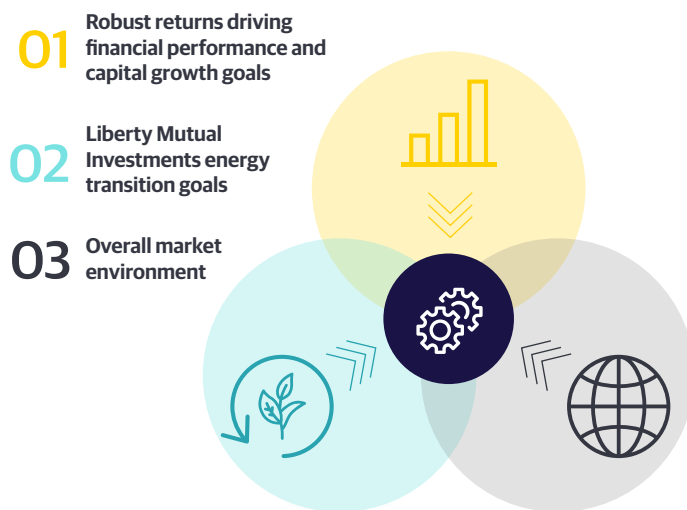 01
Robust returns driving
financial performance and
capital growth goals
02
Liberty Mutual
Investments energy
transition goals
03
Overall market
environment